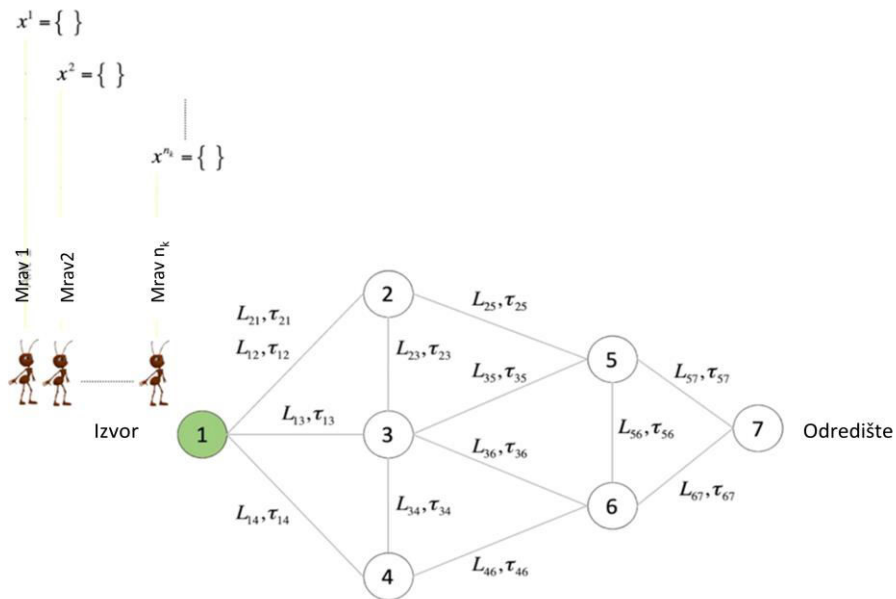 x¹ = { }
x² = { }
xⁿₖ = { }
Mrav 1
Mrav2
Mrav nₖ
Izvor
Odredište
1
2
3
4
5
6
7
L₂₁,τ₂₁
L₁₂,τ₁₂
L₁₃,τ₁₃
L₁₄,τ₁₄
L₂₃,τ₂₃
L₃₄,τ₃₄
L₂₅,τ₂₅
L₃₅,τ₃₅
L₃₆,τ₃₆
L₄₆,τ₄₆
L₅₆,τ₅₆
L₅₇,τ₅₇
L₆₇,τ₆₇